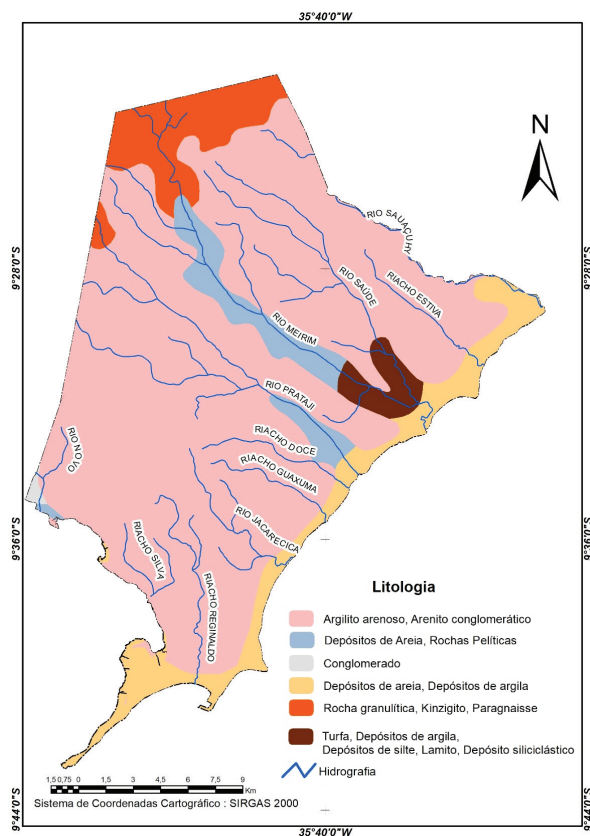 35°40'0"W
N
RIO SAUAÇUHY
9°28'0"S
9°28'0"S
RIO SAÚDE
RIACHO ESTIVA
RIO MEIRIM
RIO PRATAJI
RIO NOVO
RIACHO DOCE
RIACHO GUAXUMA
9°36'0"S
9°36'0"S
RIO JACARECICA
RIACHO SILVA
RIACHO REGINALDO
Litologia
Argilito arenoso, Arenito conglomerático
Depósitos de Areia, Rochas Pelíticas
Conglomerado
Depósitos de areia, Depósitos de argila
Rocha granulítica, Kinzigito, Paragnaisse
Turfa, Depósitos de argila,
Depósitos de silte, Lamito, Depósito siliciclástico
Hidrografia
1,5 0,75 0 1,5 3 4,5 6 7,5 9
Km
Sistema de Coordenadas Cartográfico : SIRGAS 2000
9°44'0"S
9°44'0"S
35°40'0"W